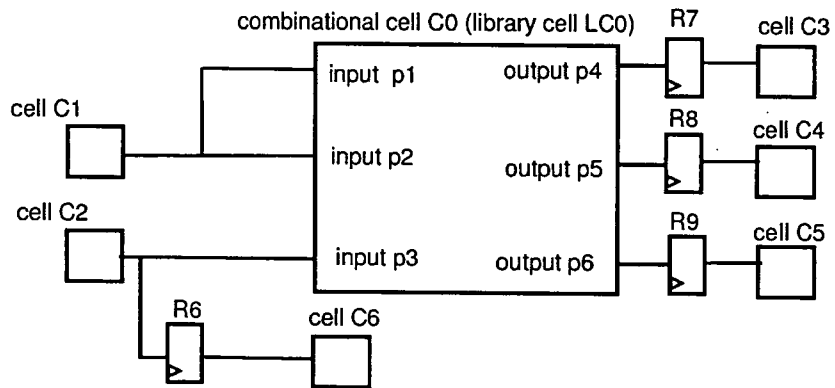 combinational cell C0 (library cell LC0)
R7
cell C3
input p1
output p4
cell C1
R8
cell C4
input p2
output p5
cell C2
R9
cell C5
input p3
output p6
R6
cell C6